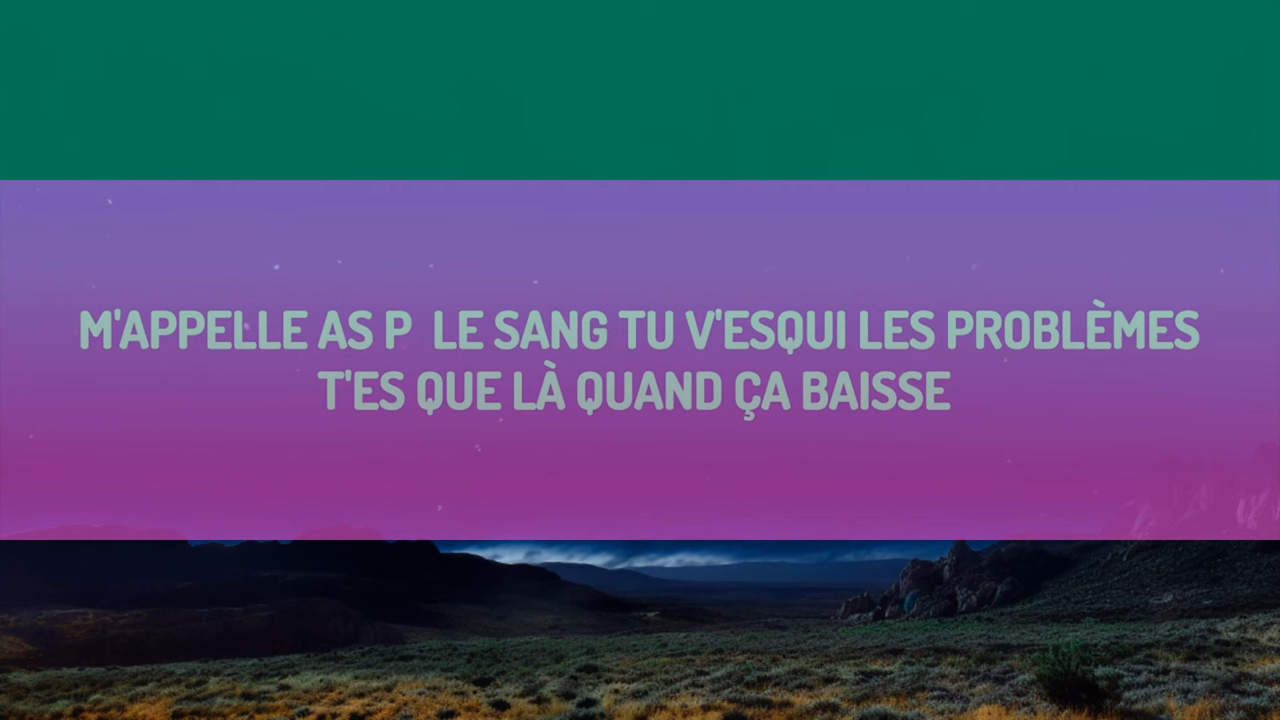 M'APPELLE AS P  LE SANG TU V'ESQUI LES PROBLÈMES
T'ES QUE LÀ QUAND ÇA BAISSE